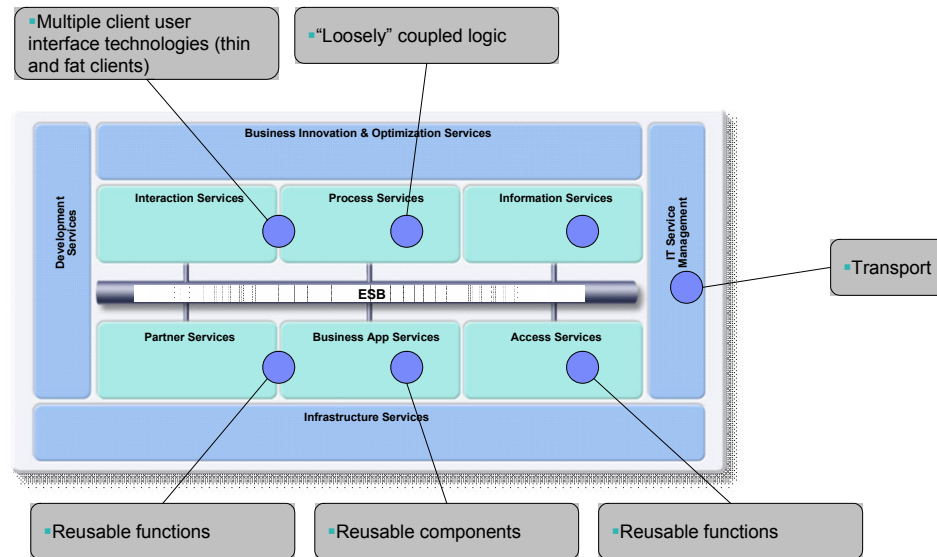 ▪Multiple client user
interface technologies (thin
and fat clients)
▪“Loosely” coupled logic
Business Innovation & Optimization Services
Development
Services
Interaction Services
Process Services
Information Services
IT Service
Management
▪Transport
ESB
Partner Services
Business App Services
Access Services
Infrastructure Services
▪Reusable functions
▪Reusable components
▪Reusable functions